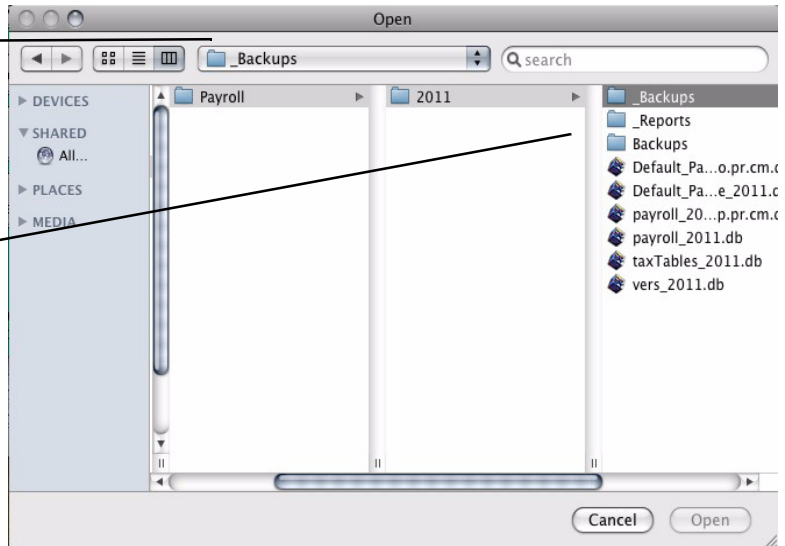 Open
_Backups
search
DEVICES
SHARED
All...
PLACES
MEDIA
Payroll
2011
_Backups
_Reports
Backups
Default_Pa...o.pr.cm.
Default_Pa...e_2011.
payroll_20...p.pr.cm.
payroll_2011.db
taxTables_2011.db
vers_2011.db
Cancel
Open